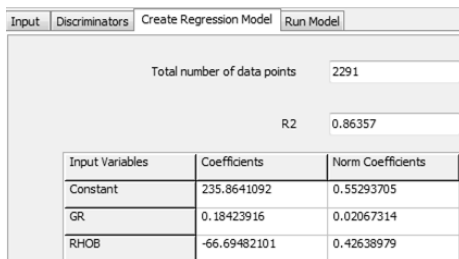 Input Discriminators Create Regression Model Run Model
Total number of data points 2291
R2 0.86357
Input Variables Coefficients Norm Coefficients
Constant 235.8641092 0.55293705
GR 0.18423916 0.02067314
RHOB -66.69482101 0.42638979